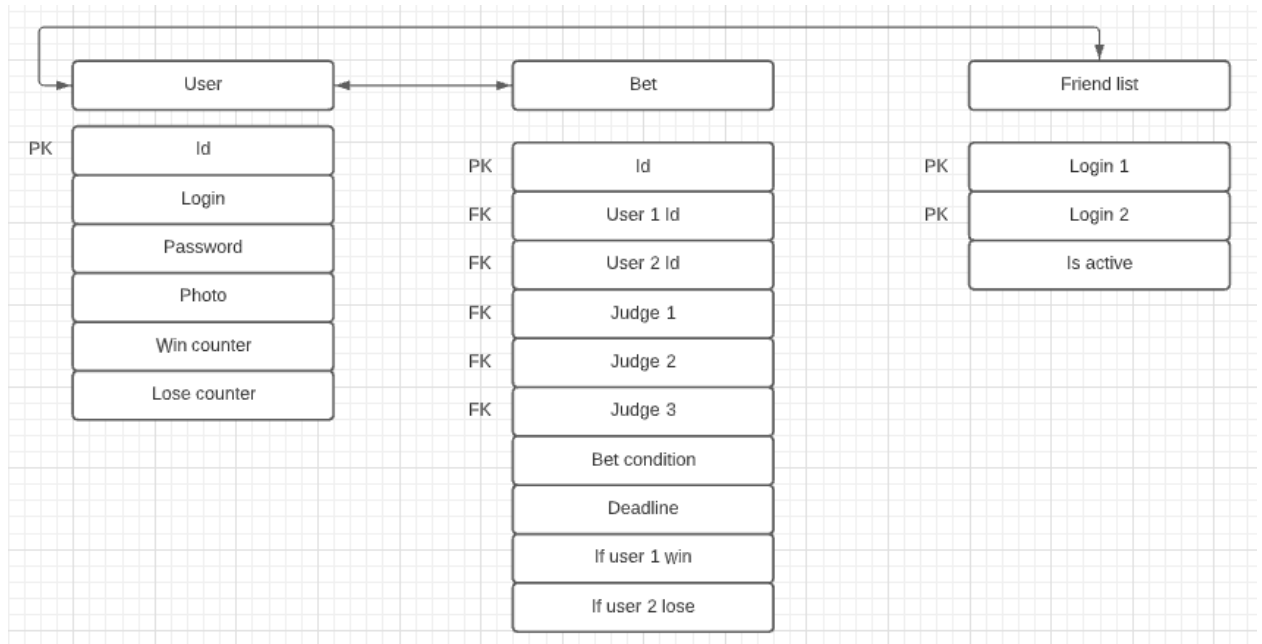 User
PK Id
Login
Password
Photo
Win counter
Lose counter
Bet
PK Id
FK User 1 Id
FK User 2 Id
FK Judge 1
FK Judge 2
FK Judge 3
Bet condition
Deadline
If user 1 win
If user 2 lose
Friend list
PK Login 1
PK Login 2
Is active